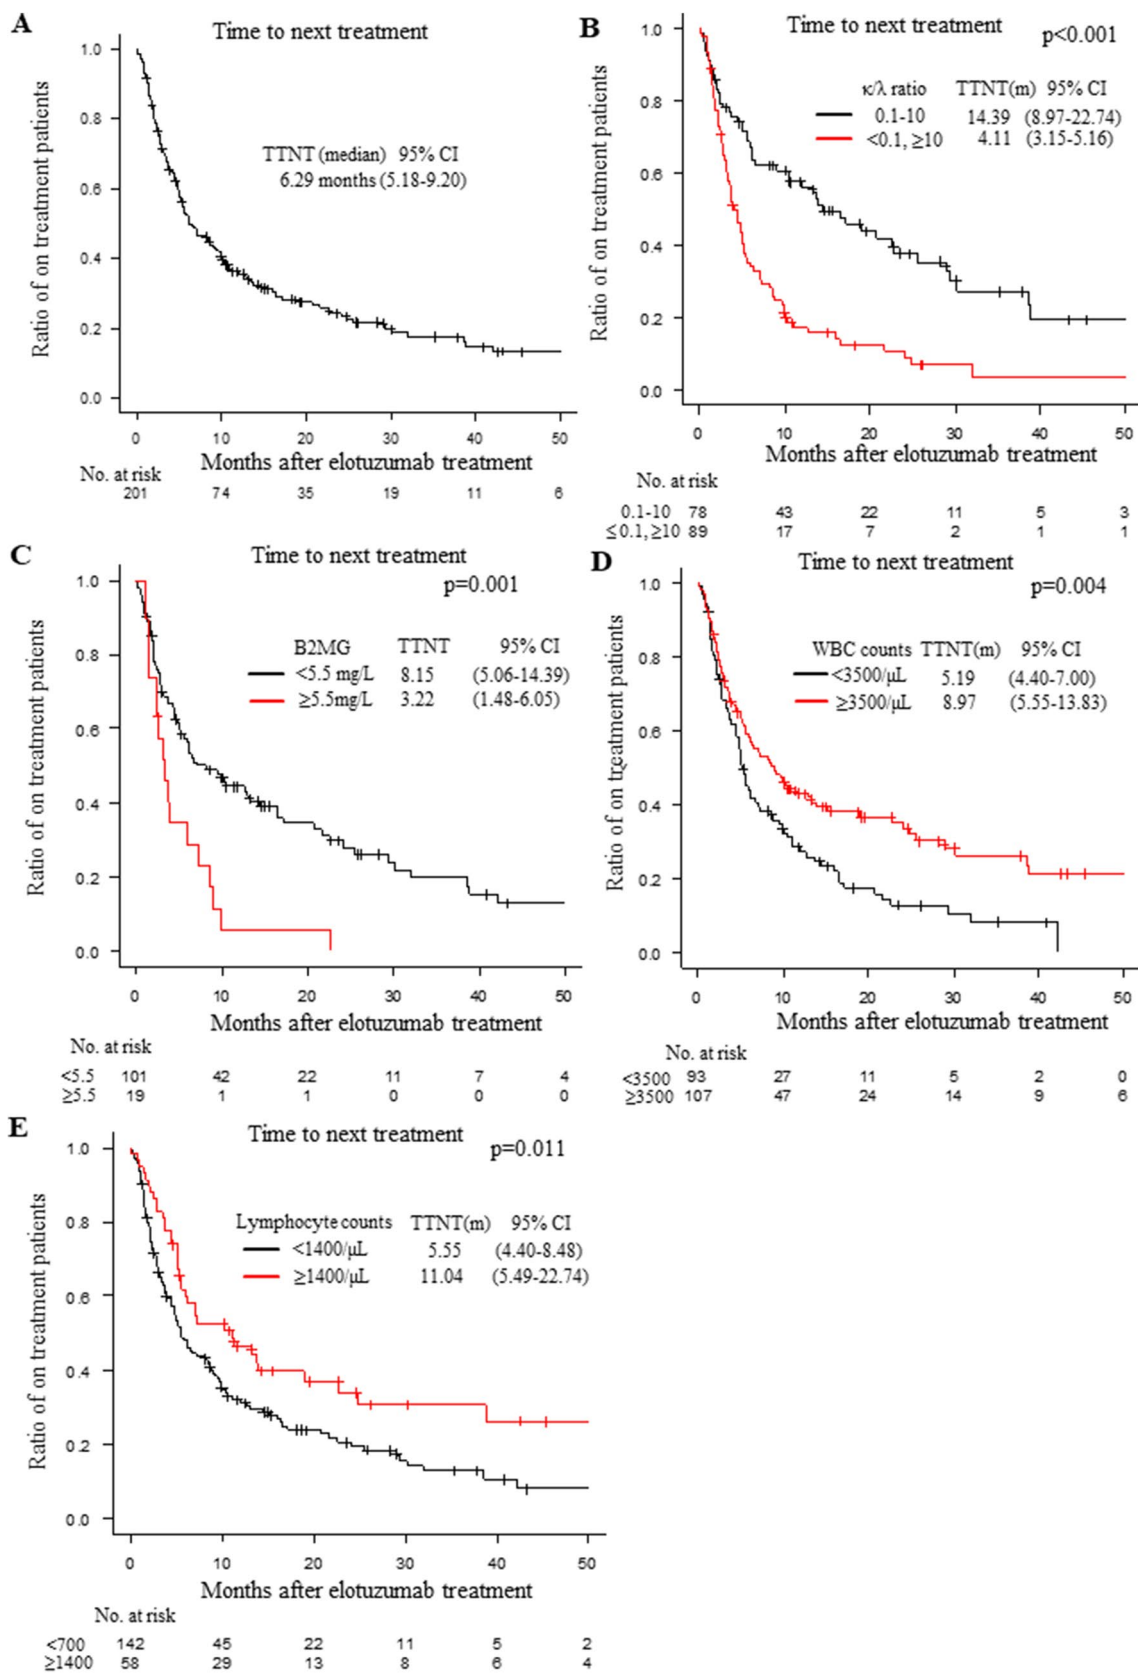 A
Time to next treatment
Ratio of on treatment patients
1.0
0.8
0.6
0.4
0.2
0.0
TTNT (median) 95% CI
6.29 months (5.18-9.20)
0 10 20 30 40 50
Months after elotuzumab treatment
No. at risk
201 74 35 19 11 6
B
Time to next treatment
p<0.001
Ratio of on treatment patients
1.0
0.8
0.6
0.4
0.2
0.0
κ/λ ratio TTNT(m) 95% CI
0.1-10 14.39 (8.97-22.74)
<0.1, ≥10 4.11 (3.15-5.16)
0 10 20 30 40 50
Months after elotuzumab treatment
No. at risk
0.1-10 78 43 22 11 5 3
≤0.1, ≥10 89 17 7 2 1 1
C
Time to next treatment
p=0.001
Ratio of on treatment patients
1.0
0.8
0.6
0.4
0.2
0.0
B2MG TTNT 95% CI
<5.5 mg/L 8.15 (5.06-14.39)
≥5.5mg/L 3.22 (1.48-6.05)
0 10 20 30 40 50
Months after elotuzumab treatment
No. at risk
<5.5 101 42 22 11 7 4
≥5.5 19 1 1 0 0 0
D
Time to next treatment
p=0.004
Ratio of on treatment patients
1.0
0.8
0.6
0.4
0.2
0.0
WBC counts TTNT(m) 95% CI
<3500/μL 5.19 (4.40-7.00)
≥3500/μL 8.97 (5.55-13.83)
0 10 20 30 40 50
Months after elotuzumab treatment
No. at risk
<3500 93 27 11 5 2 0
≥3500 107 47 24 14 9 6
E
Time to next treatment
p=0.011
Ratio of on treatment patients
1.0
0.8
0.6
0.4
0.2
0.0
Lymphocyte counts TTNT(m) 95% CI
<1400/μL 5.55 (4.40-8.48)
≥1400/μL 11.04 (5.49-22.74)
0 10 20 30 40 50
Months after elotuzumab treatment
No. at risk
<700 142 45 22 11 5 2
≥1400 58 29 13 8 6 4